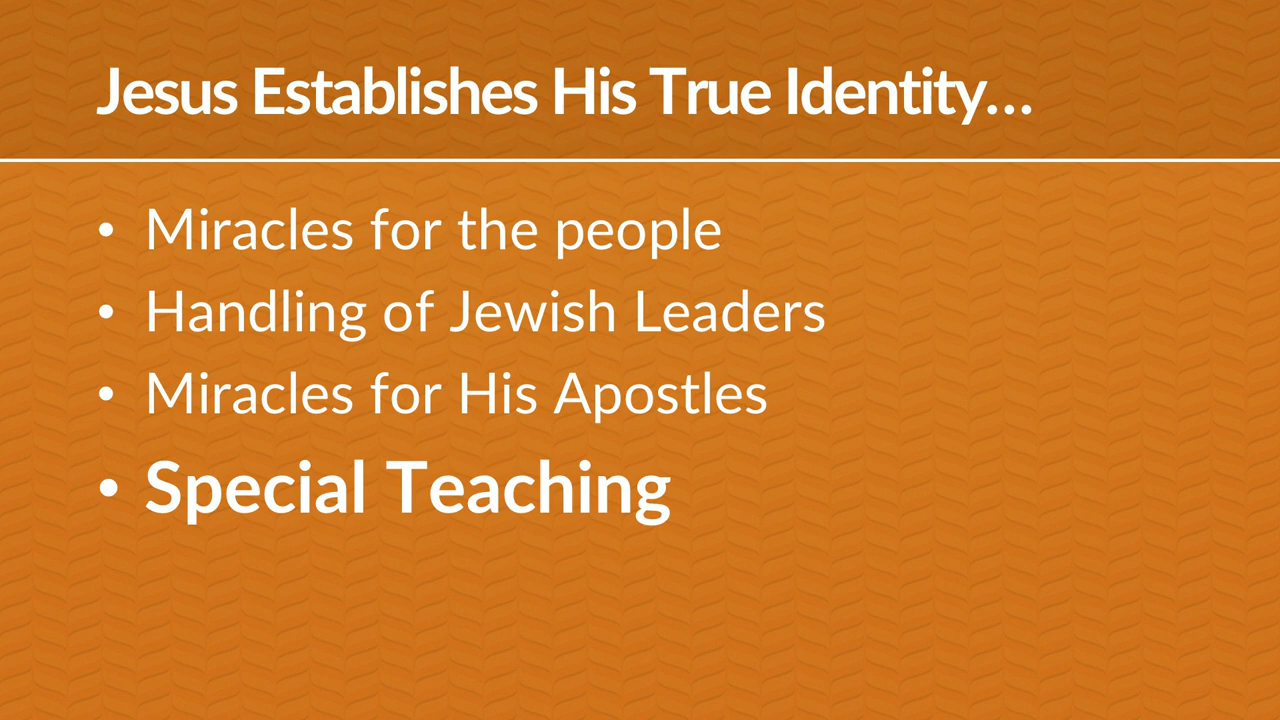 Jesus Establishes His True Identity…
• Miracles for the people
• Handling of Jewish Leaders
• Miracles for His Apostles
• Special Teaching